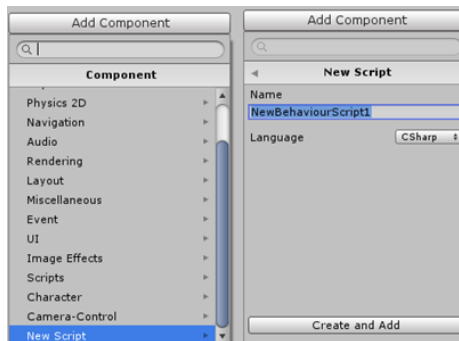 Add Component
Component
Physics 2D
Navigation
Audio
Rendering
Layout
Miscellaneous
Event
UI
Image Effects
Scripts
Character
Camera-Control
New Script
Add Component
New Script
Name
NewBehaviourScript1
Language CSharp
Create and Add